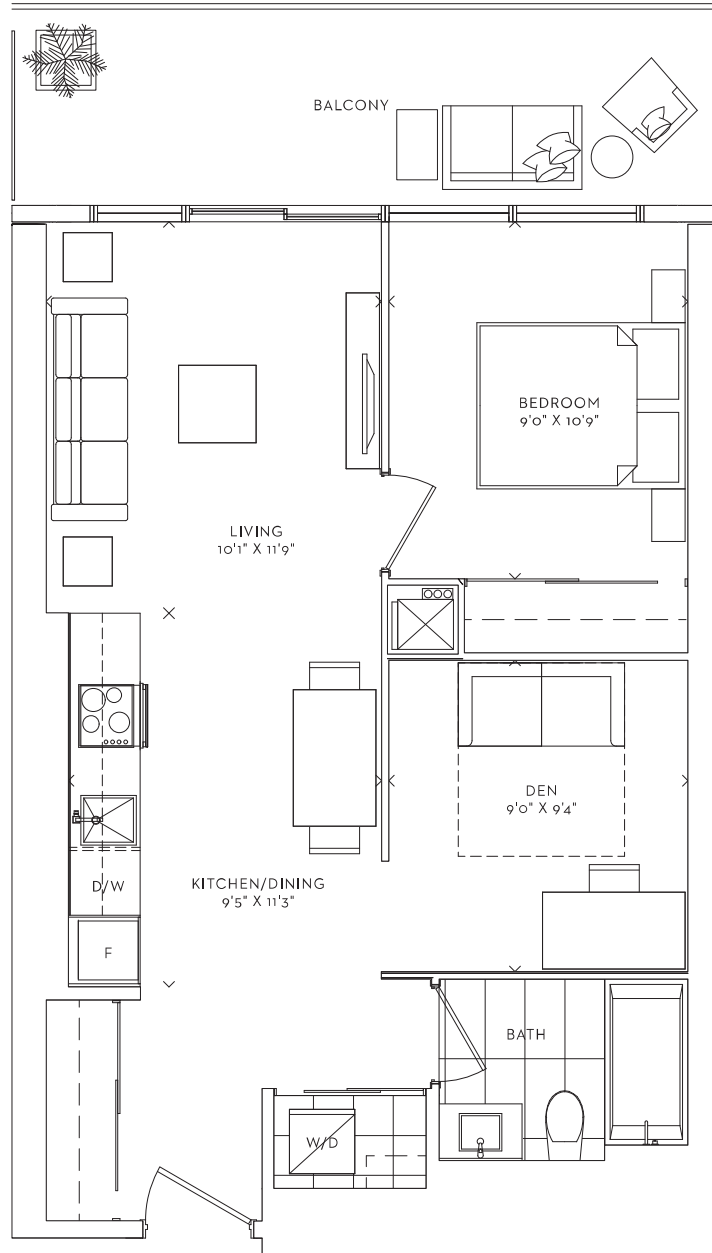 BALCONY
BEDROOM
9'0" X 10'9"
LIVING
10'1" X 11'9"
DEN
9'0" X 9'4"
D/W
KITCHEN/DINING
9'5" X 11'3"
F
BATH
W/D